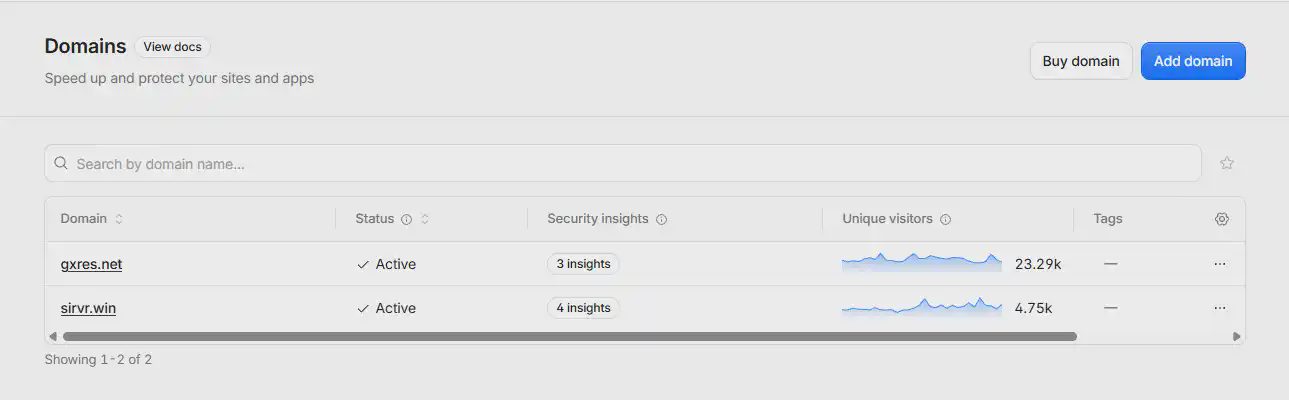 Domains View docs
Speed up and protect your sites and apps
Buy domain Add domain
Search by domain name...
Domain Status Security insights Unique visitors Tags
gxres.net Active 3 insights 23.29k — ...
sirvr.win Active 4 insights 4.75k — ...
Showing 1-2 of 2